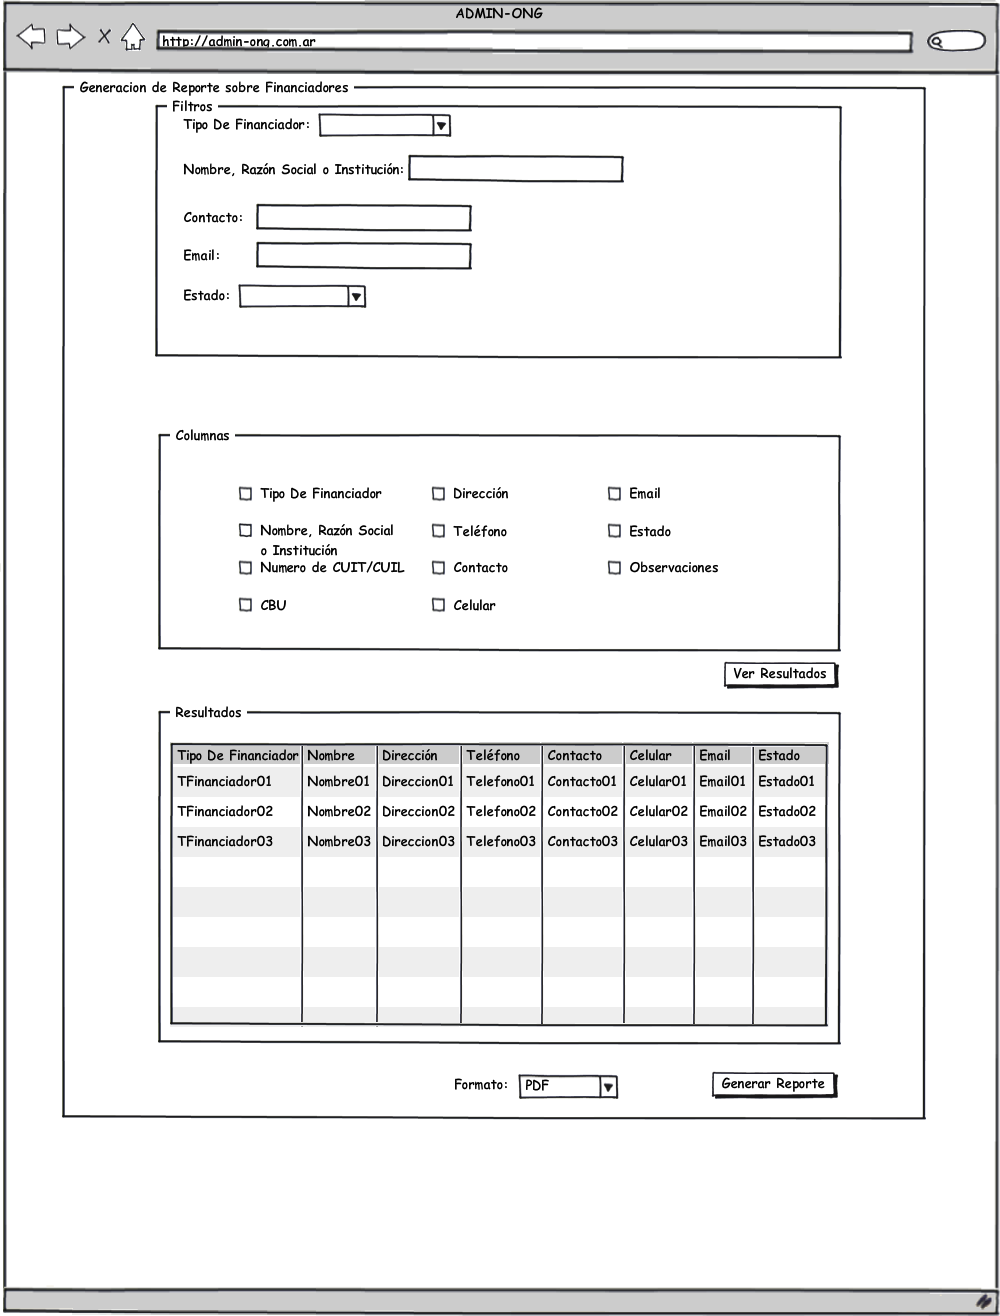 ADMIN-ONG
http://admin-ong.com.ar
Generacion de Reporte sobre Financiadores
Filtros
Tipo De Financiador:
Nombre, Razón Social o Institución:
Contacto:
Email:
Estado:
Columnas
Tipo De Financiador Dirección Email
Nombre, Razón Social Teléfono Estado
o Institución
Numero de CUIT/CUIL Contacto Observaciones
CBU Celular
Ver Resultados
Resultados
Tipo De Financiador Nombre Dirección Teléfono Contacto Celular Email Estado
TFinanciador01 Nombre01 Direccion01 Telefono01 Contacto01 Celular01 Email01 Estado01
TFinanciador02 Nombre02 Direccion02 Telefono02 Contacto02 Celular02 Email02 Estado02
TFinanciador03 Nombre03 Direccion03 Telefono03 Contacto03 Celular03 Email03 Estado03
Formato: PDF Generar Reporte